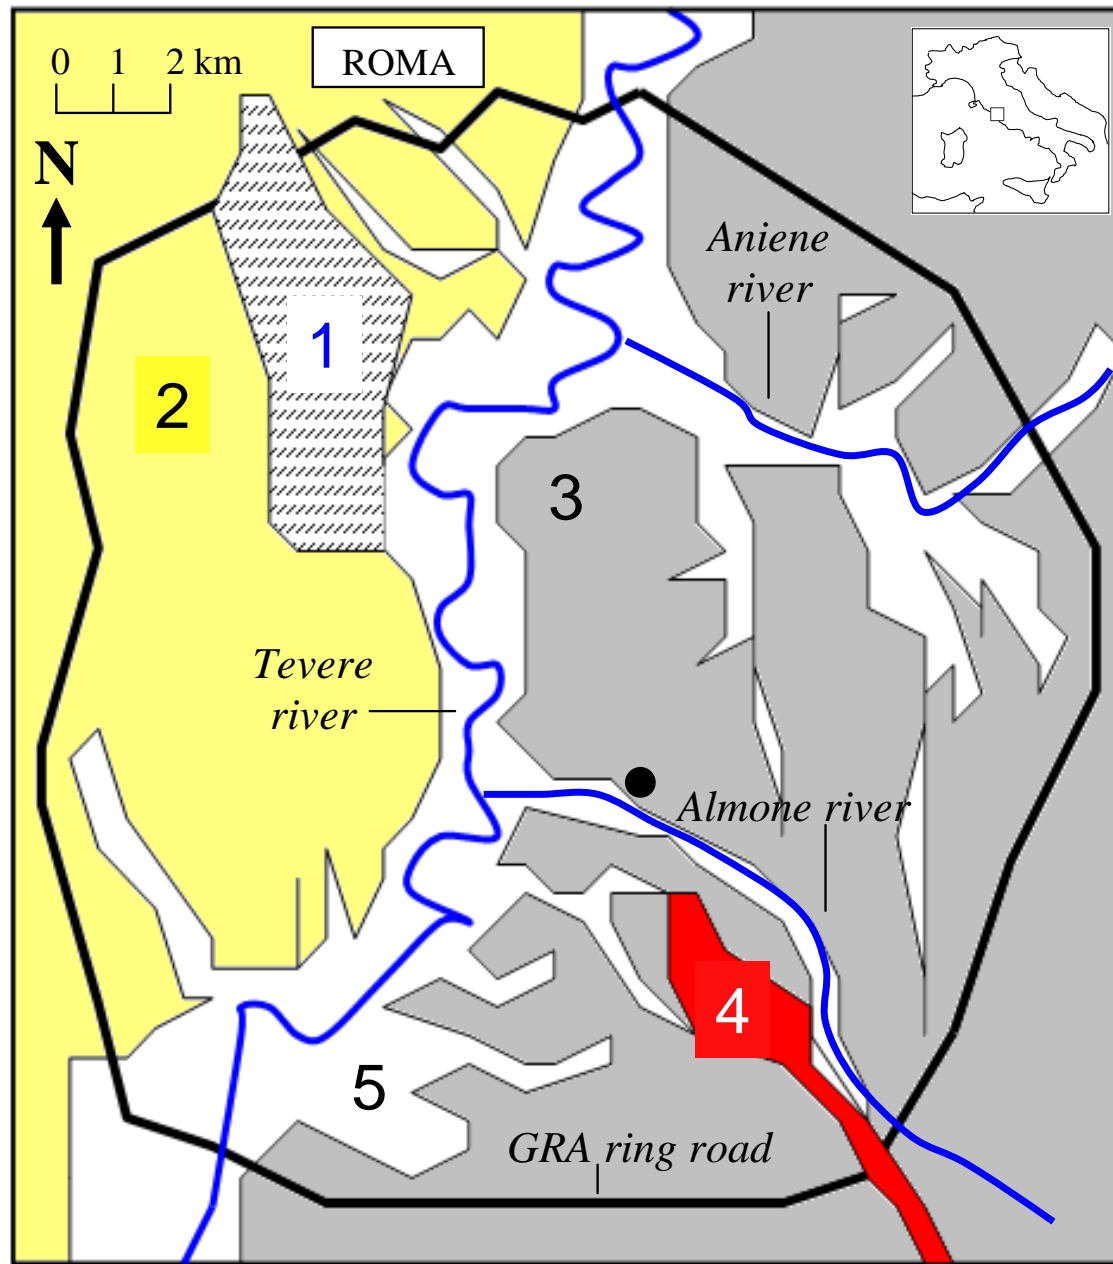 0 1 2 km
ROMA
N
Aniene
river
1
2
3
Tevere
river
Almone river
4
5
GRA ring road